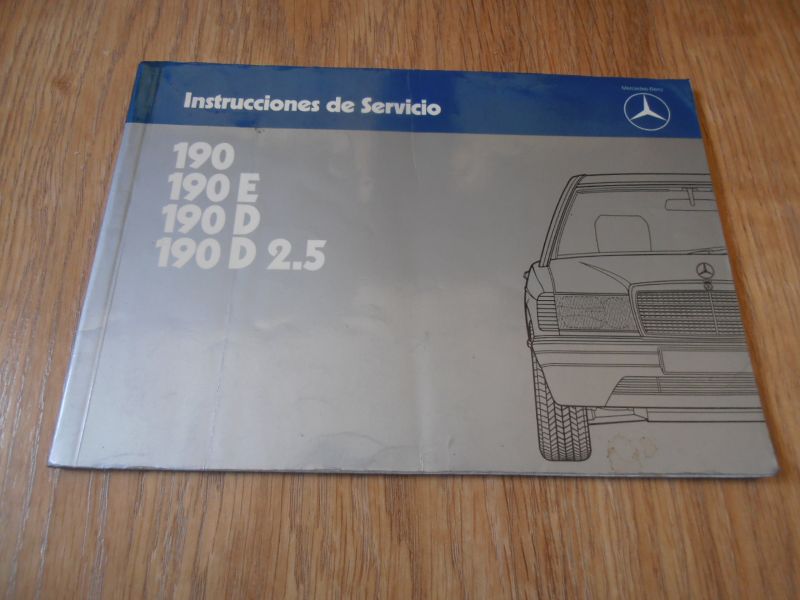 Instrucciones de Servicio
Mercedes-Benz
190
190 E
190 D
190 D 2.5